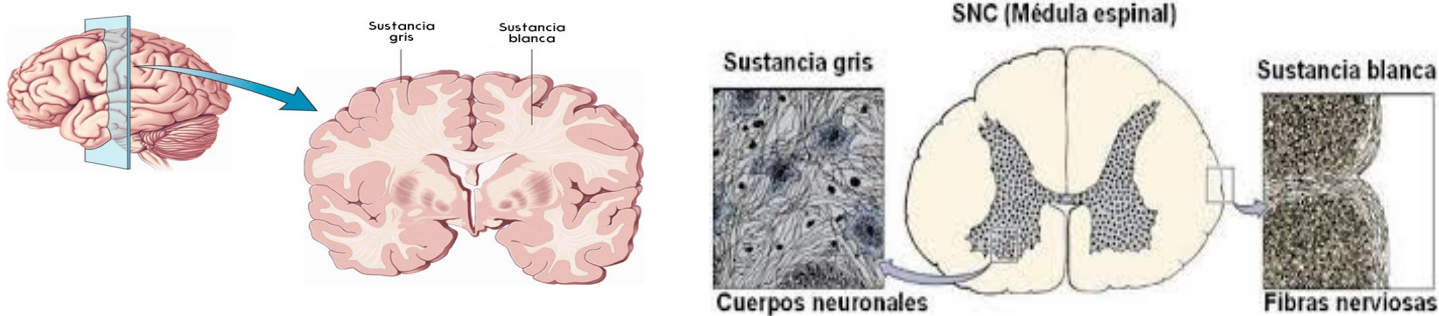 Sustancia
gris
Sustancia
blanca
SNC (Médula espinal)
Sustancia gris
Sustancia blanca
Cuerpos neuronales
Fibras nerviosas